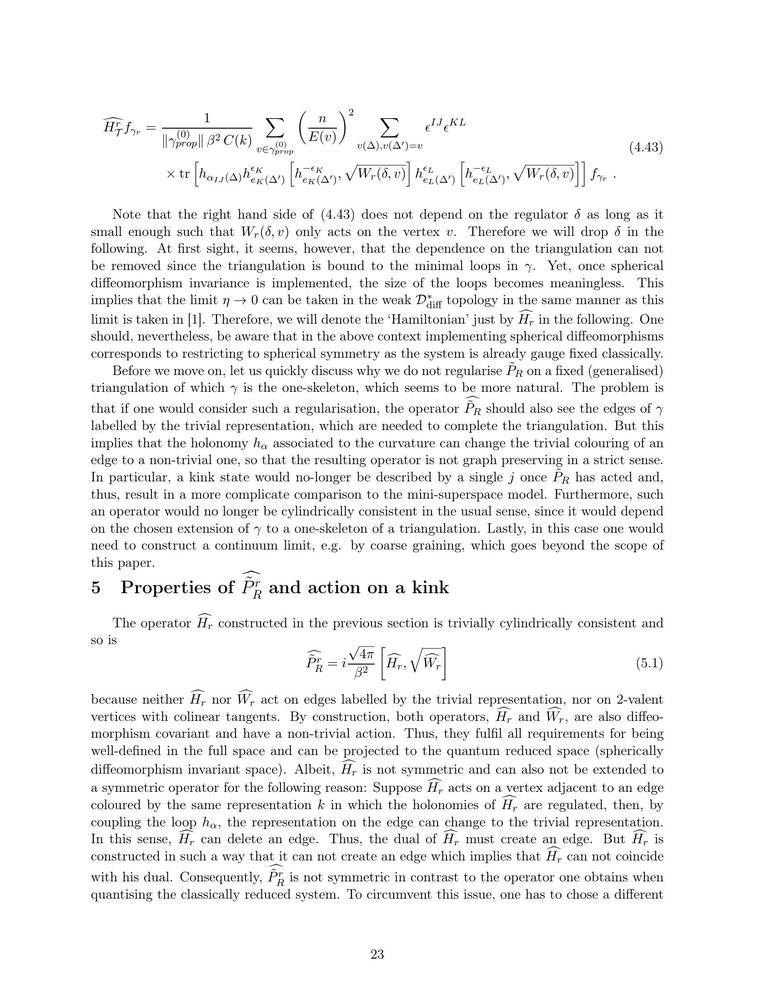 \widehat{H^r_{\mathcal{T}}} f_{\gamma_r} = \frac{1}{\|\gamma^{(0)}_{prop}\| \beta^2 C(k)} \sum_{v \in \gamma^{(0)}_{prop}} \left( \frac{n}{E(v)} \right)^2 \sum_{v(\Delta), v(\Delta')=v} \epsilon^{IJ} \epsilon^{KL}
\times \text{tr} \left[ h_{\alpha_{IJ}(\Delta)} h^{\epsilon_K}_{e_K(\Delta')} \left[ h^{-\epsilon_K}_{e_K(\Delta')}, \sqrt{W_r(\delta, v)} \right] h^{\epsilon_L}_{e_L(\Delta')} \left[ h^{-\epsilon_L}_{e_L(\Delta')}, \sqrt{W_r(\delta, v)} \right] \right] f_{\gamma_r} . (4.43)
Note that the right hand side of (4.43) does not depend on the regulator δ as long as it
small enough such that W_r(δ, v) only acts on the vertex v. Therefore we will drop δ in the
following. At first sight, it seems, however, that the dependence on the triangulation can not
be removed since the triangulation is bound to the minimal loops in γ. Yet, once spherical
diffeomorphism invariance is implemented, the size of the loops becomes meaningless. This
implies that the limit η → 0 can be taken in the weak \mathcal{D}^*_{\text{diff}} topology in the same manner as this
limit is taken in [1]. Therefore, we will denote the ‘Hamiltonian’ just by \widehat{H_r} in the following. One
should, nevertheless, be aware that in the above context implementing spherical diffeomorphisms
corresponds to restricting to spherical symmetry as the system is already gauge fixed classically.
Before we move on, let us quickly discuss why we do not regularise \tilde{P}_R on a fixed (generalised)
triangulation of which γ is the one-skeleton, which seems to be more natural. The problem is
that if one would consider such a regularisation, the operator \widehat{\tilde{P}_R} should also see the edges of γ
labelled by the trivial representation, which are needed to complete the triangulation. But this
implies that the holonomy h_α associated to the curvature can change the trivial colouring of an
edge to a non-trivial one, so that the resulting operator is not graph preserving in a strict sense.
In particular, a kink state would no-longer be described by a single j once \tilde{P}_R has acted and,
thus, result in a more complicate comparison to the mini-superspace model. Furthermore, such
an operator would no longer be cylindrically consistent in the usual sense, since it would depend
on the chosen extension of γ to a one-skeleton of a triangulation. Lastly, in this case one would
need to construct a continuum limit, e.g. by coarse graining, which goes beyond the scope of
this paper.
5 Properties of \widehat{\tilde{P}^r_R} and action on a kink
The operator \widehat{H_r} constructed in the previous section is trivially cylindrically consistent and
so is
\widehat{\tilde{P}^r_R} = i \frac{\sqrt{4\pi}}{\beta^2} \left[ \widehat{H_r}, \sqrt{\widehat{W_r}} \right] (5.1)
because neither \widehat{H_r} nor \widehat{W_r} act on edges labelled by the trivial representation, nor on 2-valent
vertices with colinear tangents. By construction, both operators, \widehat{H_r} and \widehat{W_r}, are also diffeo-
morphism covariant and have a non-trivial action. Thus, they fulfil all requirements for being
well-defined in the full space and can be projected to the quantum reduced space (spherically
diffeomorphism invariant space). Albeit, \widehat{H_r} is not symmetric and can also not be extended to
a symmetric operator for the following reason: Suppose \widehat{H_r} acts on a vertex adjacent to an edge
coloured by the same representation k in which the holonomies of \widehat{H_r} are regulated, then, by
coupling the loop h_α, the representation on the edge can change to the trivial representation.
In this sense, \widehat{H_r} can delete an edge. Thus, the dual of \widehat{H_r} must create an edge. But \widehat{H_r} is
constructed in such a way that it can not create an edge which implies that \widehat{H_r} can not coincide
with his dual. Consequently, \widehat{\tilde{P}^r_R} is not symmetric in contrast to the operator one obtains when
quantising the classically reduced system. To circumvent this issue, one has to chose a different
23